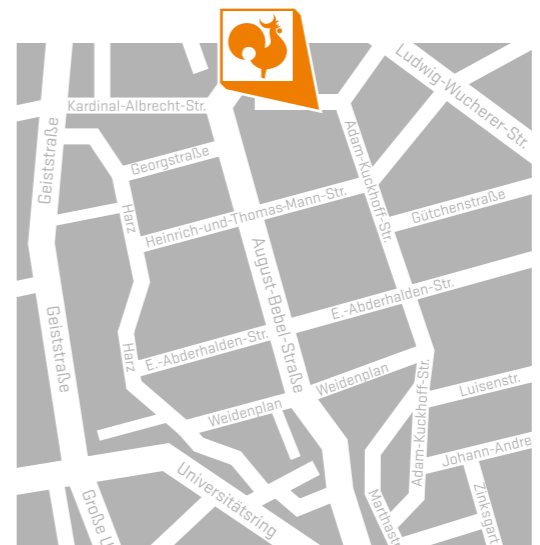 Ludwig-Wucherer-Str.
Kardinal-Albrecht-Str.
Geiststraße
Adam-Kuckhoff-Str.
Georgstraße
Heinrich-und-Thomas-Mann-Str.
Gütchenstraße
Harz
August-Bebel-Straße
E.-Abderhalden-Str.
Geiststraße
E.-Abderhalden-Str.
Harz
Weidenplan
Adam-Kuckhoff-Str.
Luisenstr.
Weidenplan
Johann-Andre
Universitätsring
Große U
Marthast
Zinksgart